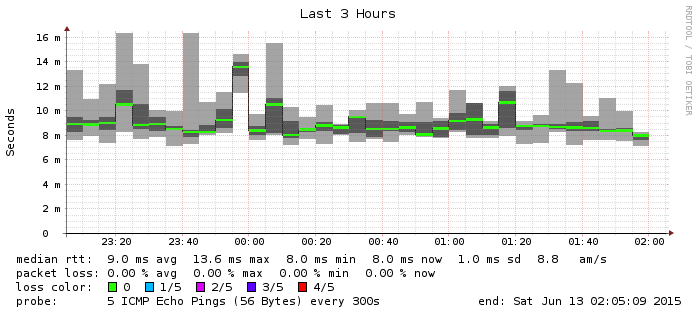 Last 3 Hours
RRDTOOL / TOBI OETIKER
Seconds
16 m
14 m
12 m
10 m
8 m
6 m
4 m
2 m
0
23:20 23:40 00:00 00:20 00:40 01:00 01:20 01:40 02:00
median rtt: 9.0 ms avg 13.6 ms max 8.0 ms min 8.0 ms now 1.0 ms sd 8.8 am/s
packet loss: 0.00 % avg 0.00 % max 0.00 % min 0.00 % now
loss color: 0 1/5 2/5 3/5 4/5
probe: 5 ICMP Echo Pings (56 Bytes) every 300s end: Sat Jun 13 02:05:09 2015